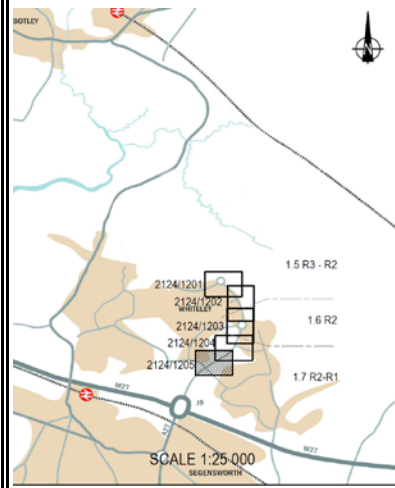 BOTLEY
N
1.5 R3 - R2
2124/1201
2124/1202
WHITELEY
1.6 R2
2124/1203
2124/1204
2124/1205
1.7 R2-R1
M27
J9
A27
M27
SCALE 1:25 000
SEGENSWORTH